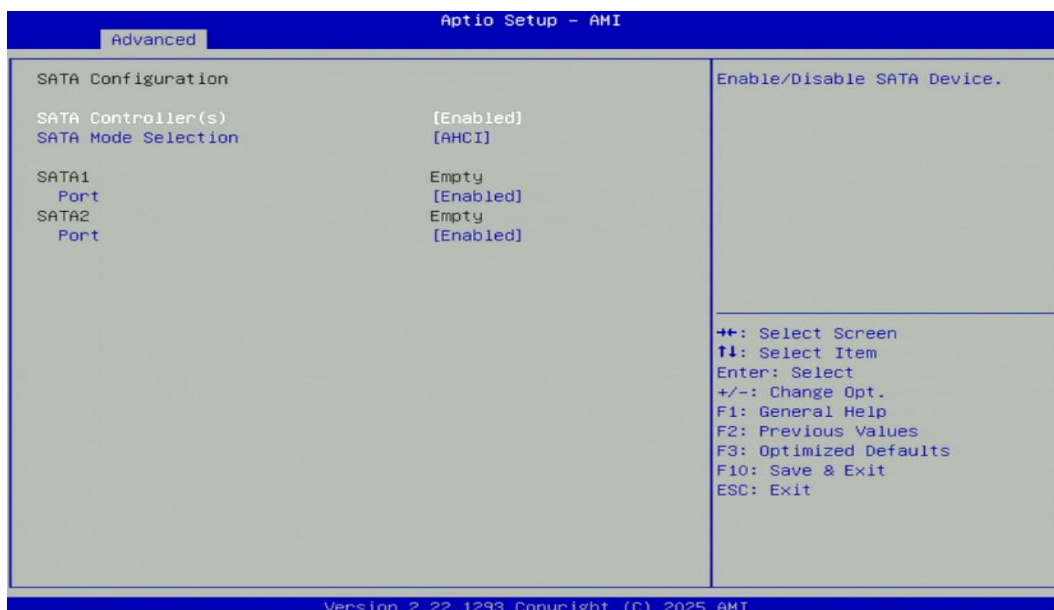 Aptio Setup - AMI
Advanced
SATA Configuration
SATA Controller(s) [Enabled]
SATA Mode Selection [AHCI]
SATA1 Empty
Port [Enabled]
SATA2 Empty
Port [Enabled]
Enable/Disable SATA Device.
→←: Select Screen
↑↓: Select Item
Enter: Select
+/-: Change Opt.
F1: General Help
F2: Previous Values
F3: Optimized Defaults
F10: Save & Exit
ESC: Exit
Version 2.22.1293 Copyright (C) 2025 AMI